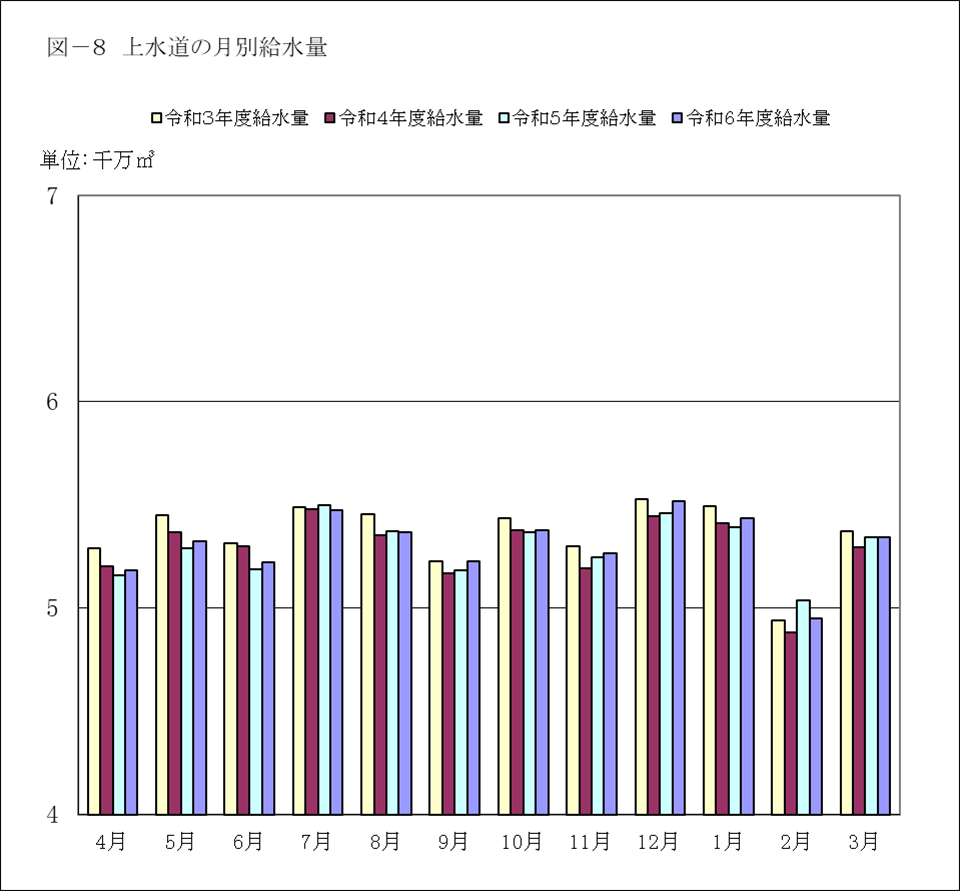 図－8 上水道の月別給水量
令和3年度給水量 令和4年度給水量 令和5年度給水量 令和6年度給水量
単位：千万㎥
7
6
5
4
4月 5月 6月 7月 8月 9月 10月 11月 12月 1月 2月 3月